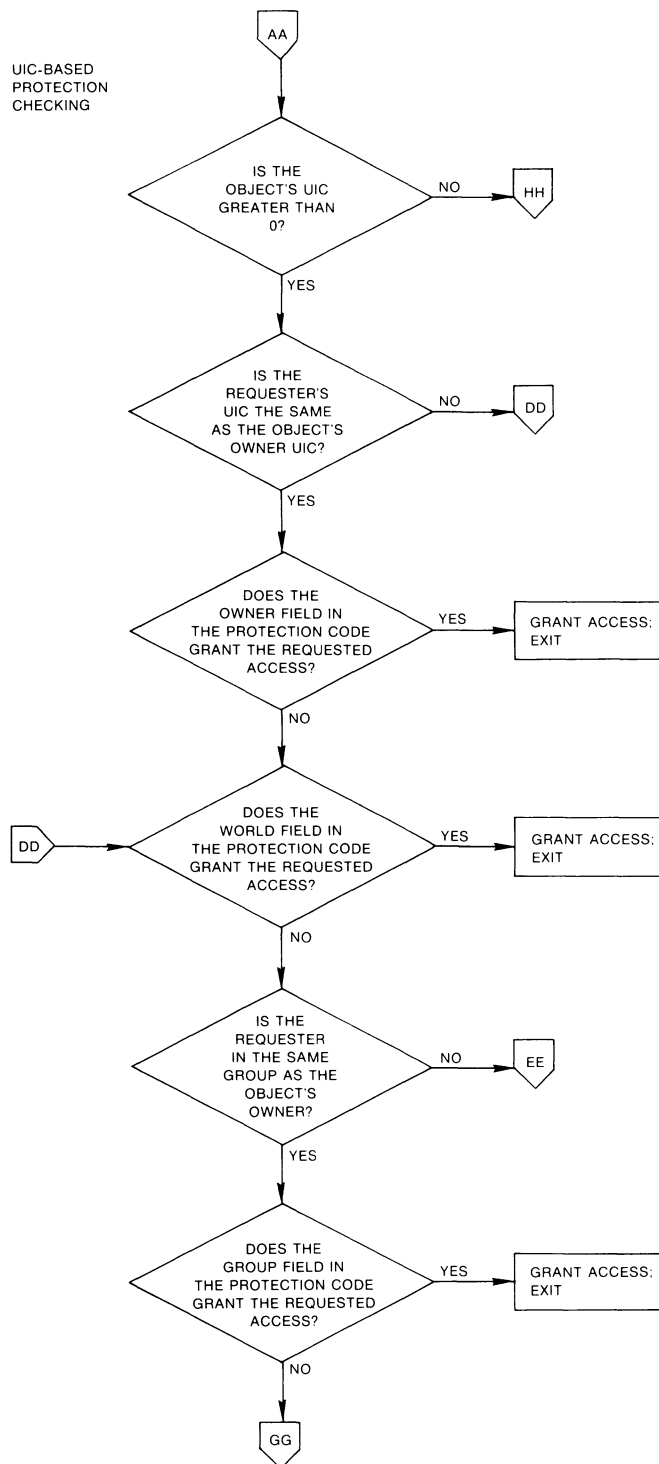 AA
UIC-BASED
PROTECTION
CHECKING
IS THE
OBJECT'S UIC
GREATER THAN
0?
NO
HH
YES
IS THE
REQUESTER'S
UIC THE SAME
AS THE OBJECT'S
OWNER UIC?
NO
DD
YES
DOES THE
OWNER FIELD IN
THE PROTECTION CODE
GRANT THE REQUESTED
ACCESS?
YES
GRANT ACCESS;
EXIT
NO
DD
DOES THE
WORLD FIELD IN
THE PROTECTION CODE
GRANT THE REQUESTED
ACCESS?
YES
GRANT ACCESS;
EXIT
NO
IS THE
REQUESTER
IN THE SAME
GROUP AS THE
OBJECT'S
OWNER?
NO
EE
YES
DOES THE
GROUP FIELD IN
THE PROTECTION CODE
GRANT THE REQUESTED
ACCESS?
YES
GRANT ACCESS;
EXIT
NO
GG